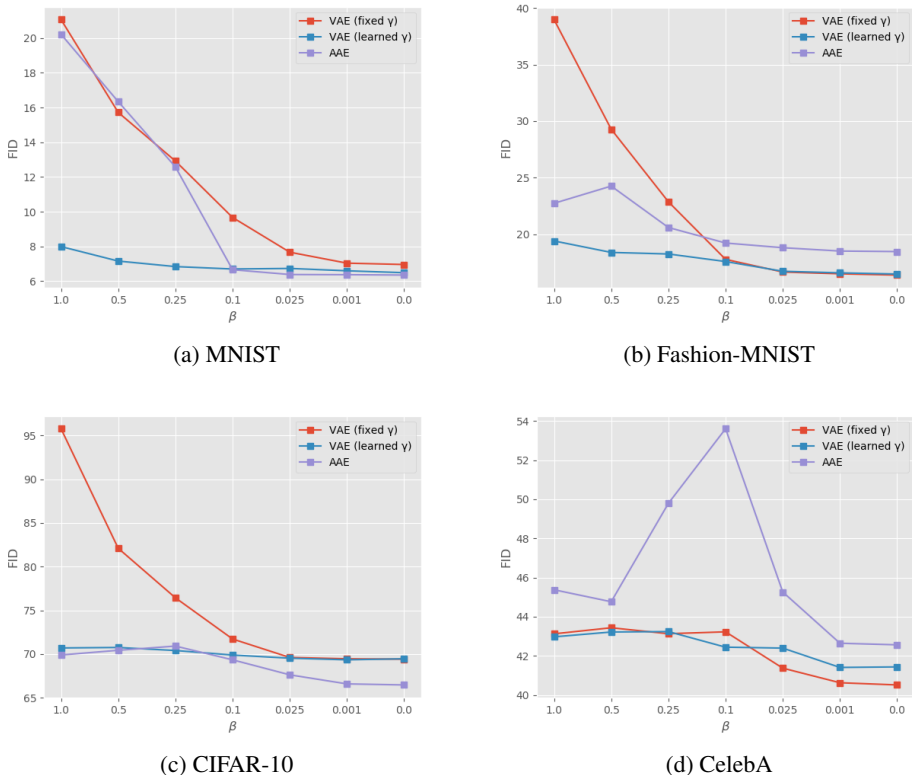 VAE (fixed γ)
VAE (learned γ)
AAE
FID
20
18
16
14
12
10
8
6
1.0 0.5 0.25 0.1 0.025 0.001 0.0
β
(a) MNIST
VAE (fixed γ)
VAE (learned γ)
AAE
FID
40
35
30
25
20
1.0 0.5 0.25 0.1 0.025 0.001 0.0
β
(b) Fashion-MNIST
VAE (fixed γ)
VAE (learned γ)
AAE
FID
95
90
85
80
75
70
65
1.0 0.5 0.25 0.1 0.025 0.001 0.0
β
(c) CIFAR-10
VAE (fixed γ)
VAE (learned γ)
AAE
FID
54
52
50
48
46
44
42
40
1.0 0.5 0.25 0.1 0.025 0.001 0.0
β
(d) CelebA